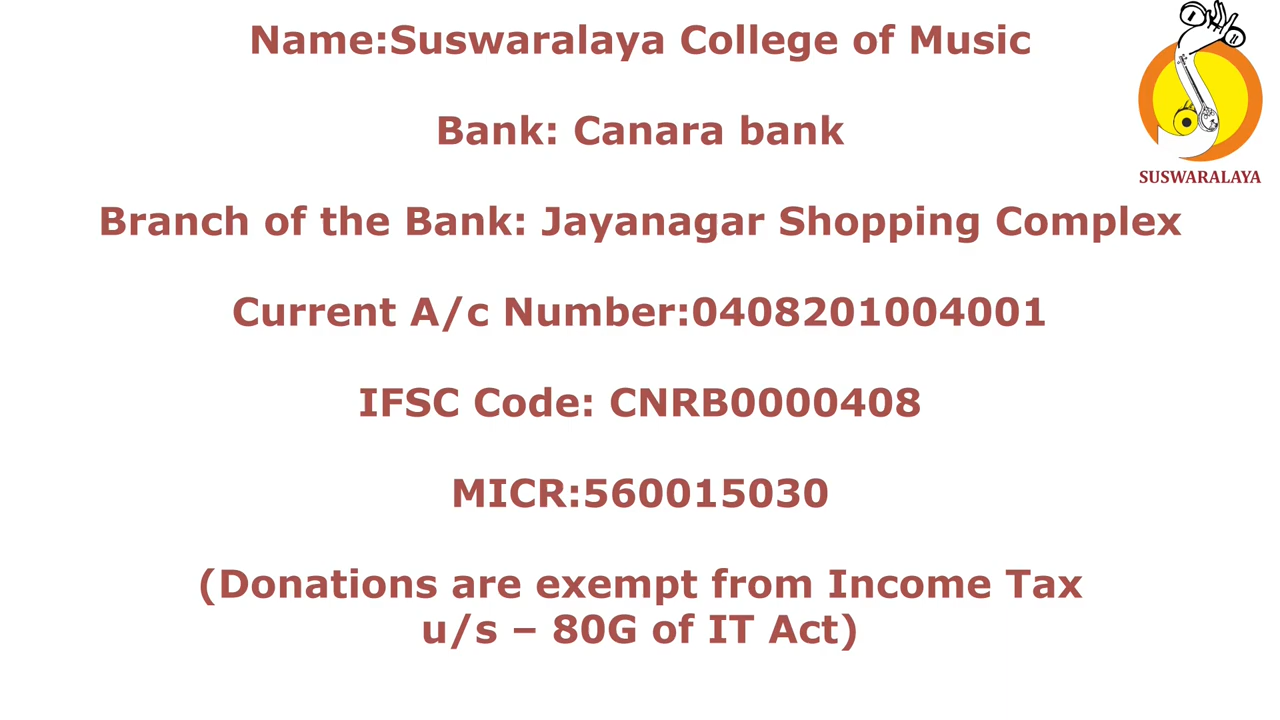 Name:Suswaralaya College of Music
Bank: Canara bank
SUSWARALAYA
Branch of the Bank: Jayanagar Shopping Complex
Current A/c Number:0408201004001
IFSC Code: CNRB0000408
MICR:560015030
(Donations are exempt from Income Tax
u/s – 80G of IT Act)